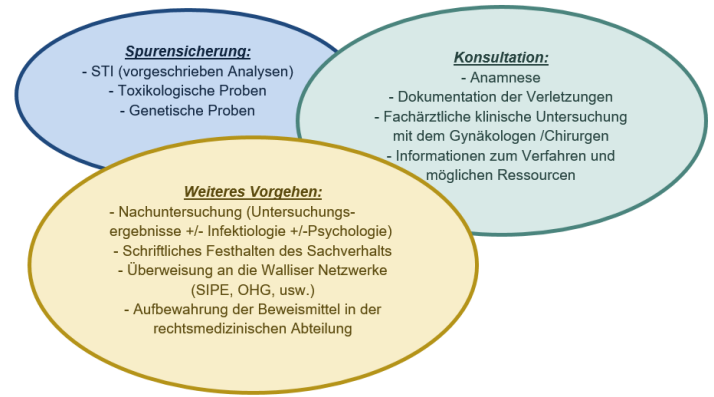 Spurensicherung:
- STI (vorgeschrieben Analysen)
- Toxikologische Proben
- Genetische Proben
Konsultation:
- Anamnese
- Dokumentation der Verletzungen
- Fachärztliche klinische Untersuchung
mit dem Gynäkologen /Chirurgen
- Informationen zum Verfahren und
möglichen Ressourcen
Weiteres Vorgehen:
- Nachuntersuchung (Untersuchungs-
ergebnisse +/- Infektiologie +/-Psychologie)
- Schriftliches Festhalten des Sachverhalts
- Überweisung an die Walliser Netzwerke
(SIPE, OHG, usw.)
- Aufbewahrung der Beweismittel in der
rechtsmedizinischen Abteilung